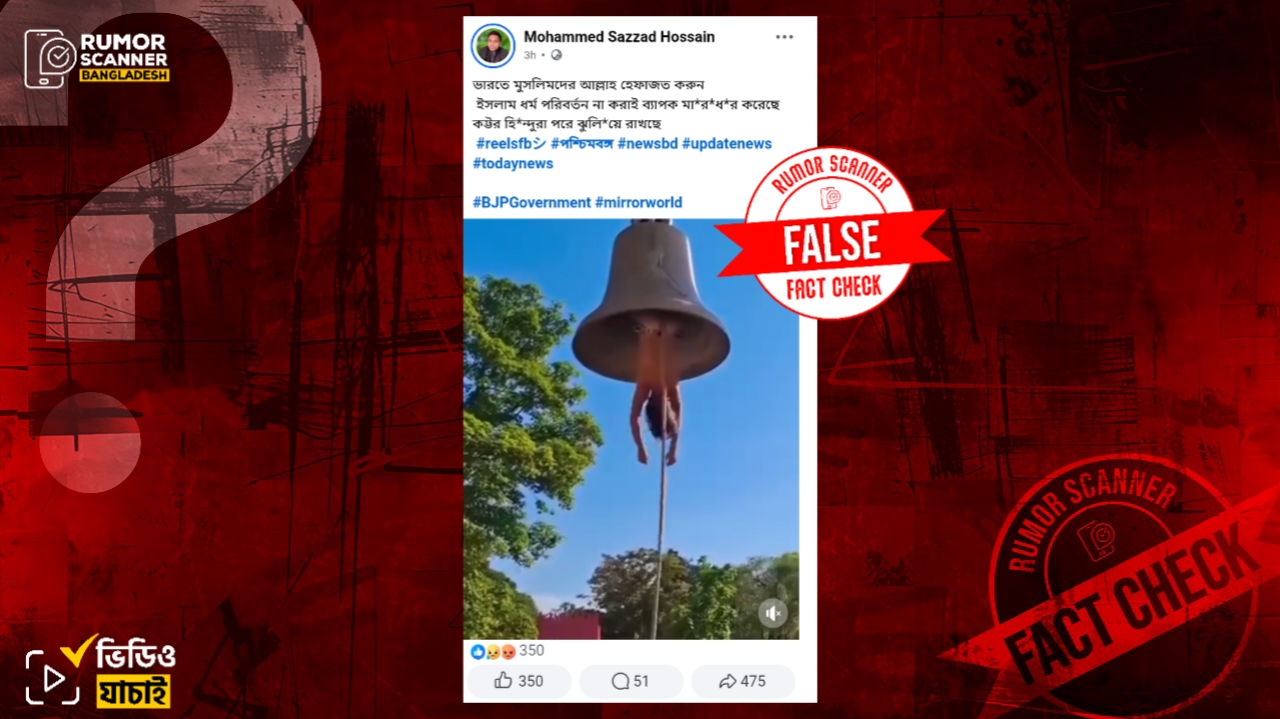 RUMOR
SCANNER
BANGLADESH
Mohammed Sazzad Hossain
3h
ভারতে মুসলিমদের আল্লাহ হেফাজত করুন
ইসলাম ধর্ম পরিবর্তন না করাই ব্যাপক মা*র*ধ*র করেছে
কট্টর হি*ন্দুরা পরে ঝুলি*য়ে রাখছে
#reelsfbシ #পশ্চিমবঙ্গ #newsbd #updatenews
#todaynews
#BJPGovernment #mirrorworld
RUMOR SCANNER
FALSE
FACT CHECK
350
350
51
475
ভিডিও
যাচাই
RUMOR SCANNER
FACT CHECK